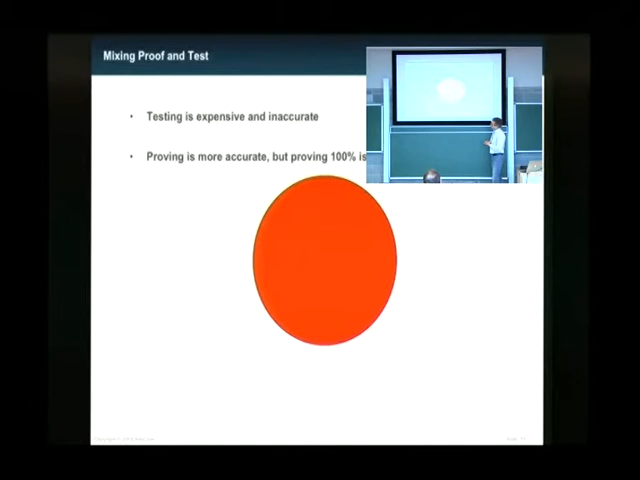 Mixing Proof and Test
• Testing is expensive and inaccurate
• Proving is more accurate, but proving 100% is